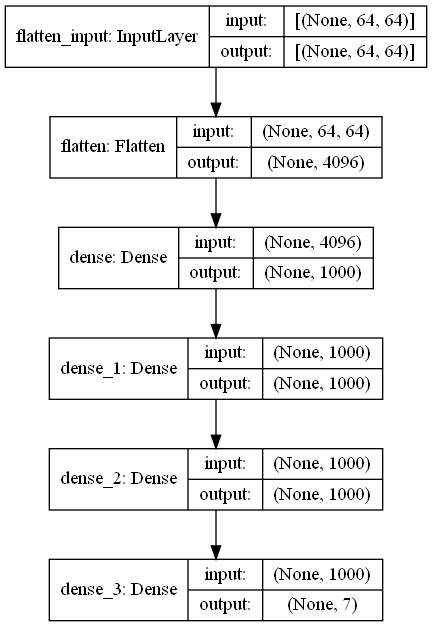 flatten_input: InputLayer
input: [(None, 64, 64)]
output: [(None, 64, 64)]
flatten: Flatten
input: (None, 64, 64)
output: (None, 4096)
dense: Dense
input: (None, 4096)
output: (None, 1000)
dense_1: Dense
input: (None, 1000)
output: (None, 1000)
dense_2: Dense
input: (None, 1000)
output: (None, 1000)
dense_3: Dense
input: (None, 1000)
output: (None, 7)